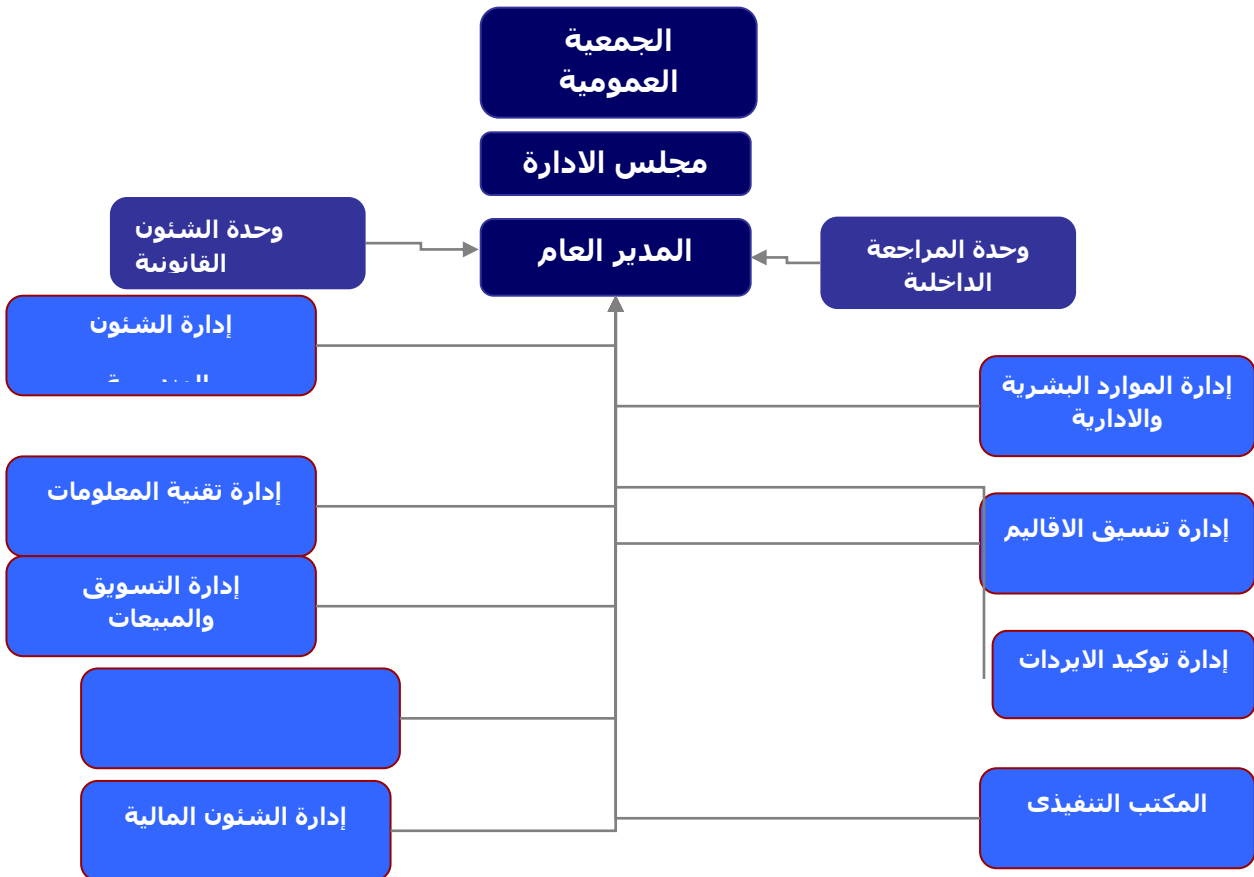 الجمعية
العمومية
مجلس الادارة
المدير العام
وحدة الشئون
القانونية
وحدة المراجعة
الداخلية
إدارة الشئون
إدارة الموارد البشرية
والادارية
إدارة تقنية المعلومات
إدارة تنسيق الاقاليم
إدارة التسويق
والمبيعات
إدارة توكيد الايردات
المكتب التنفيذى
إدارة الشئون المالية